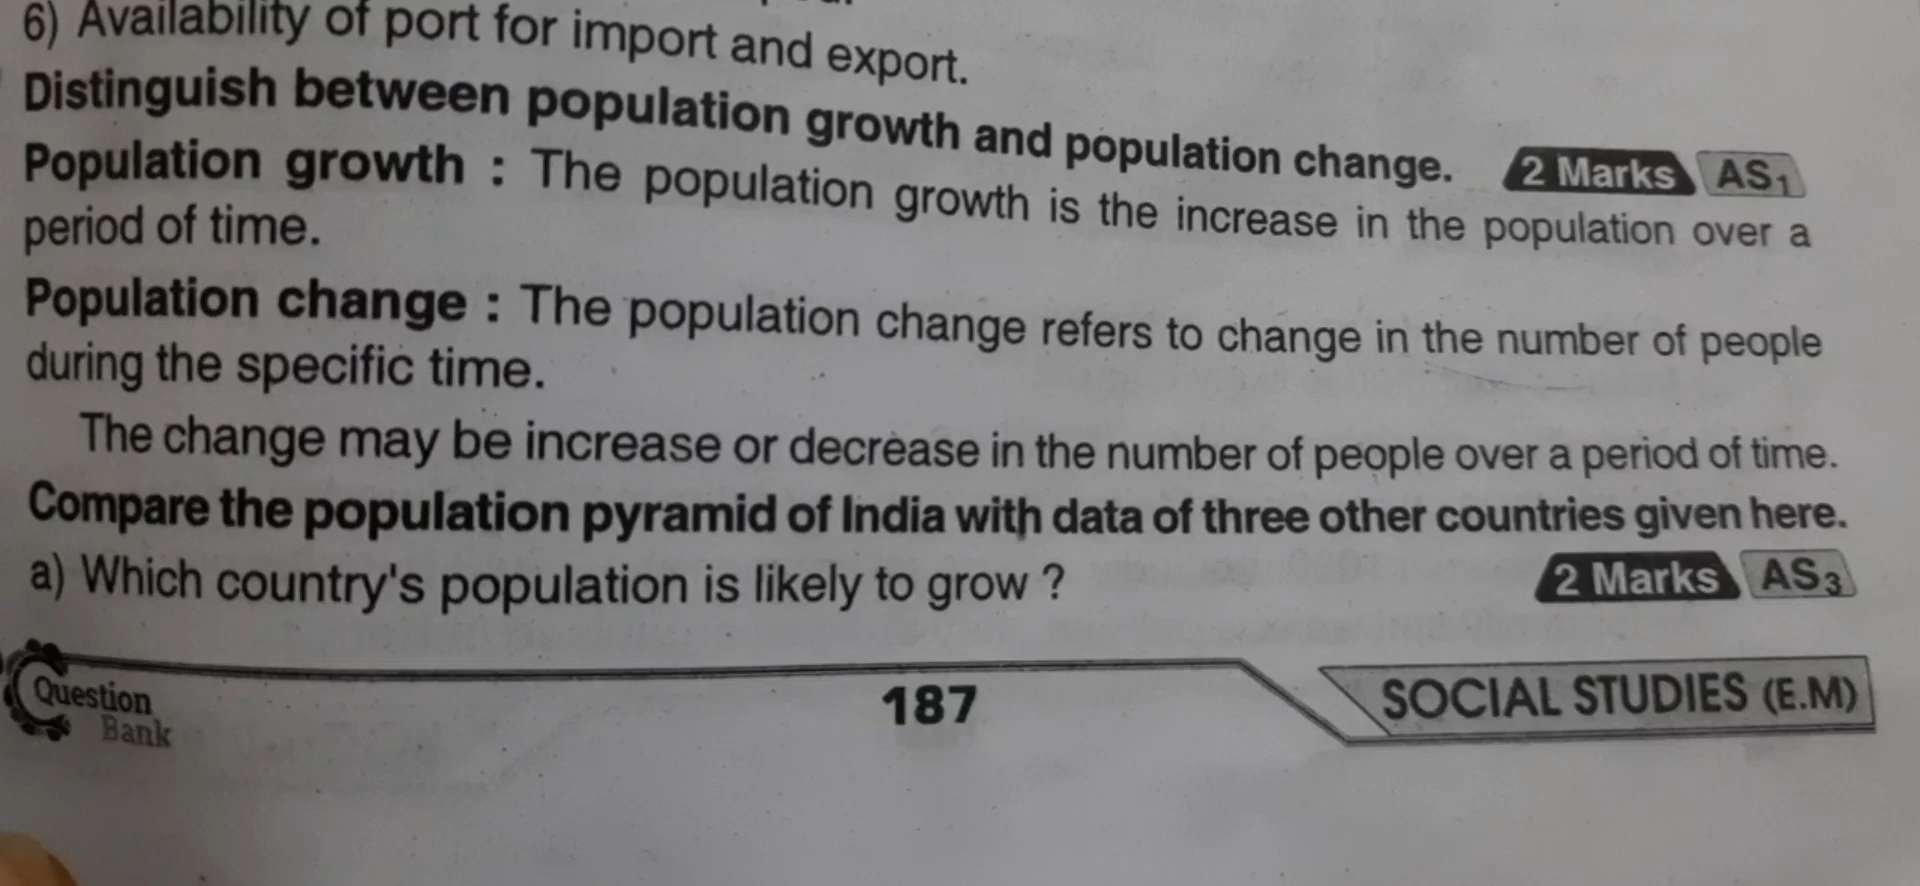 6) Availability of port for import and export.
Distinguish between population growth and population change. 2 Marks AS₁
Population growth : The population growth is the increase in the population over a
period of time.
Population change : The population change refers to change in the number of people
during the specific time.
The change may be increase or decrease in the number of people over a period of time.
Compare the population pyramid of India with data of three other countries given here.
a) Which country's population is likely to grow ? 2 Marks AS₃
Question
Bank
187
SOCIAL STUDIES (E.M)